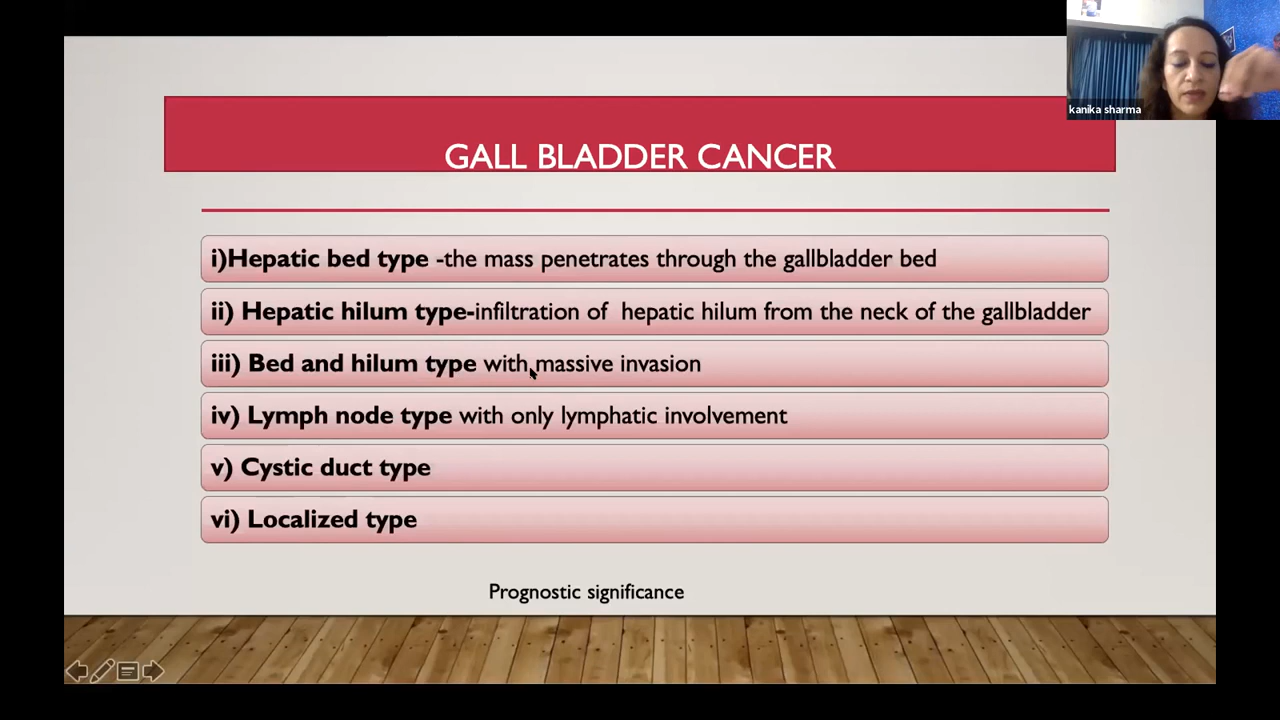 kanika sharma
GALL BLADDER CANCER
i)Hepatic bed type -the mass penetrates through the gallbladder bed
ii) Hepatic hilum type-infiltration of  hepatic hilum from the neck of the gallbladder
iii) Bed and hilum type with massive invasion
iv) Lymph node type with only lymphatic involvement
v) Cystic duct type
vi) Localized type
Prognostic significance